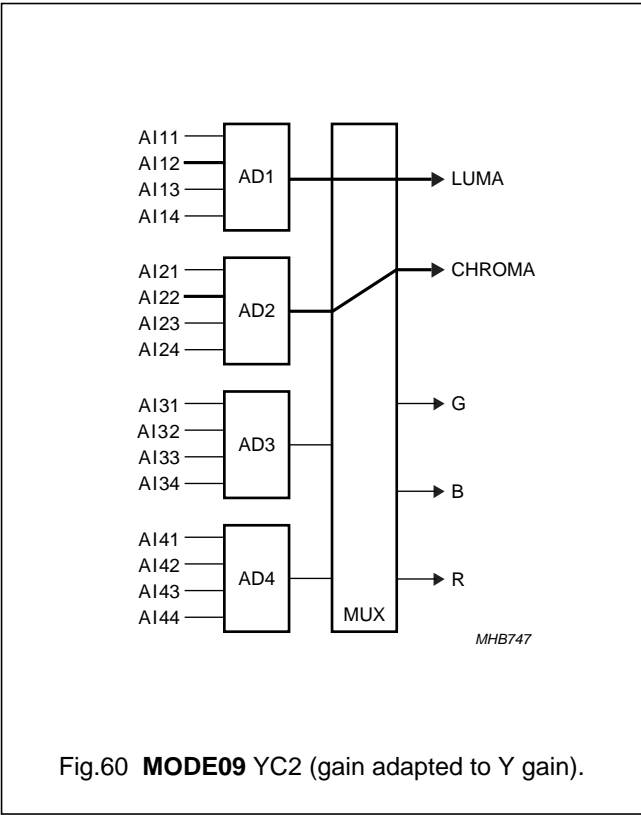 AI11
AI12
AI13
AI14
AD1
LUMA
AI21
AI22
AI23
AI24
AD2
CHROMA
AI31
AI32
AI33
AI34
AD3
G
B
AI41
AI42
AI43
AI44
AD4
R
MUX
MHB747
Fig.60 MODE09 YC2 (gain adapted to Y gain).